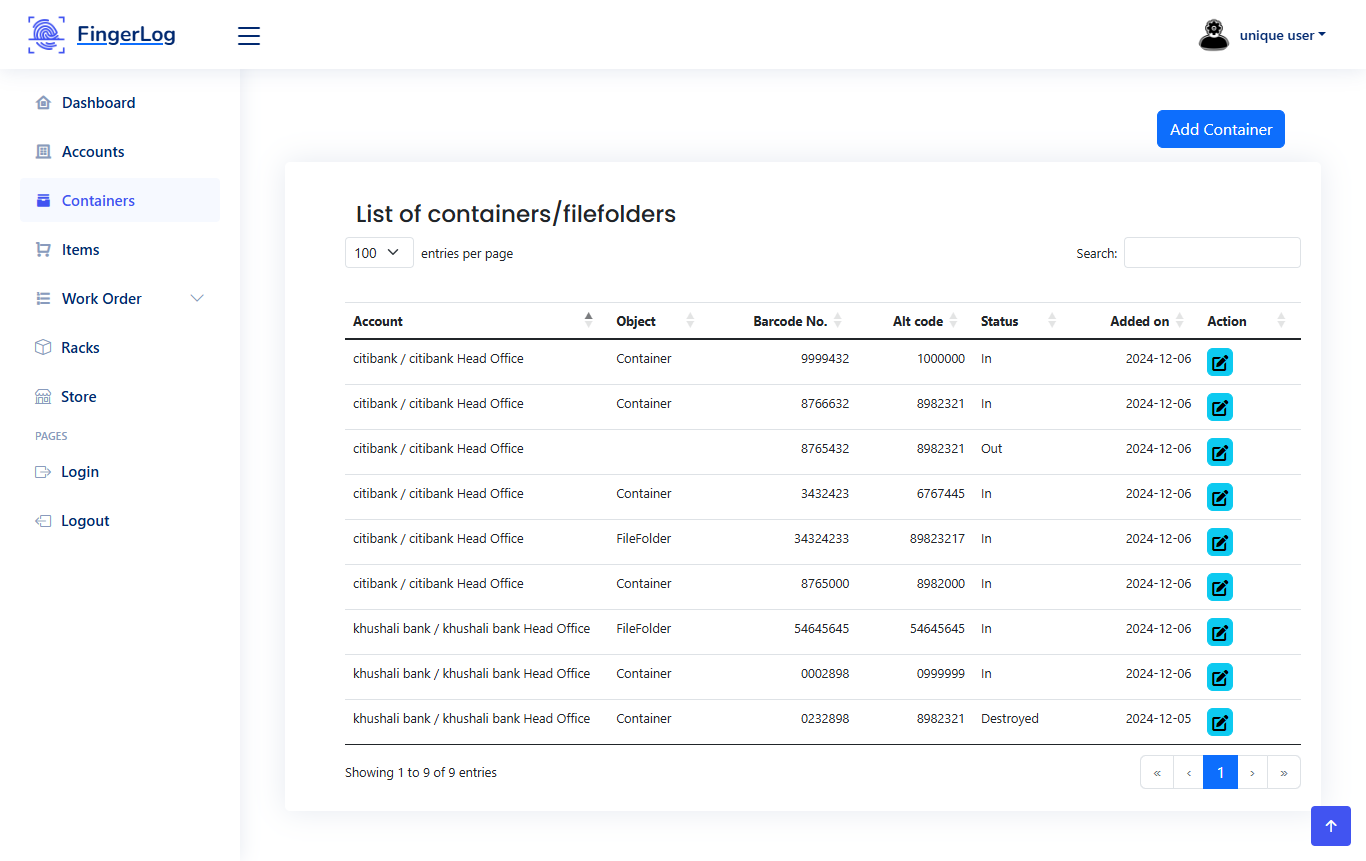 FingerLog
unique user
Dashboard
Accounts
Containers
Items
Work Order
Racks
Store
PAGES
Login
Logout
Add Container
List of containers/filefolders
100 entries per page Search:
Account Object Barcode No. Alt code Status Added on Action
citibank / citibank Head Office Container 9999432 1000000 In 2024-12-06
citibank / citibank Head Office Container 8766632 8982321 In 2024-12-06
citibank / citibank Head Office 8765432 8982321 Out 2024-12-06
citibank / citibank Head Office Container 3432423 6767445 In 2024-12-06
citibank / citibank Head Office FileFolder 34324233 89823217 In 2024-12-06
citibank / citibank Head Office Container 8765000 8982000 In 2024-12-06
khushali bank / khushali bank Head Office FileFolder 54645645 54645645 In 2024-12-06
khushali bank / khushali bank Head Office Container 0002898 0999999 In 2024-12-06
khushali bank / khushali bank Head Office Container 0232898 8982321 Destroyed 2024-12-05
Showing 1 to 9 of 9 entries « ‹ 1 › »